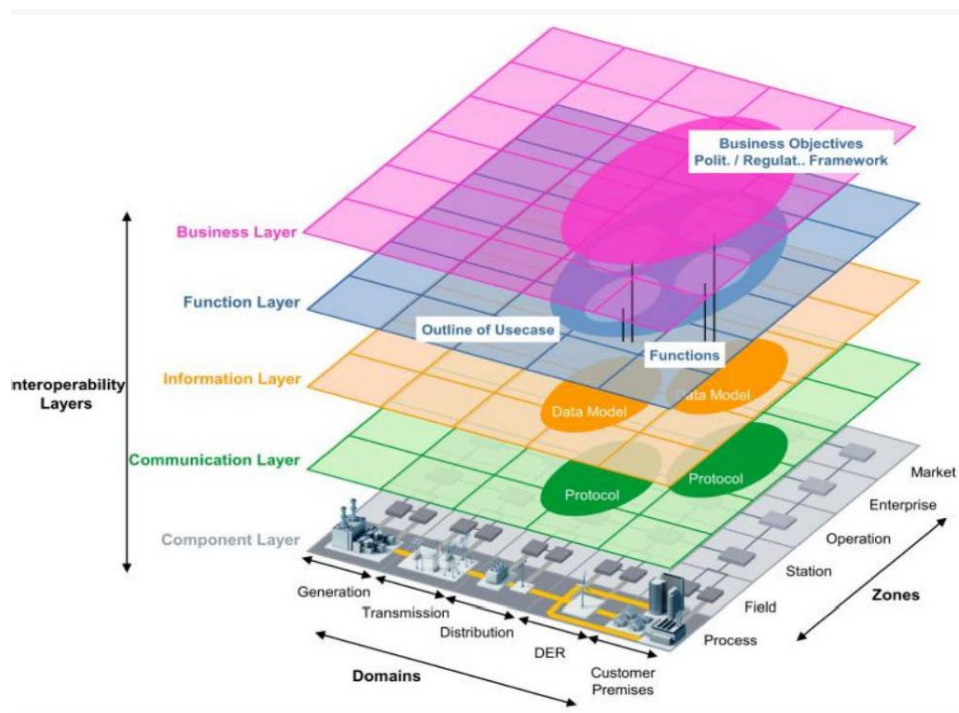 Business Objectives
Polit. / Regulat.. Framework
Business Layer
Function Layer
Outline of Usecase
Functions
Information Layer
nteroperability
Layers
Data Model
Data Model
Communication Layer
Protocol
Protocol
Component Layer
Market
Enterprise
Operation
Station
Field
Process
Zones
Generation
Transmission
Distribution
DER
Customer
Premises
Domains